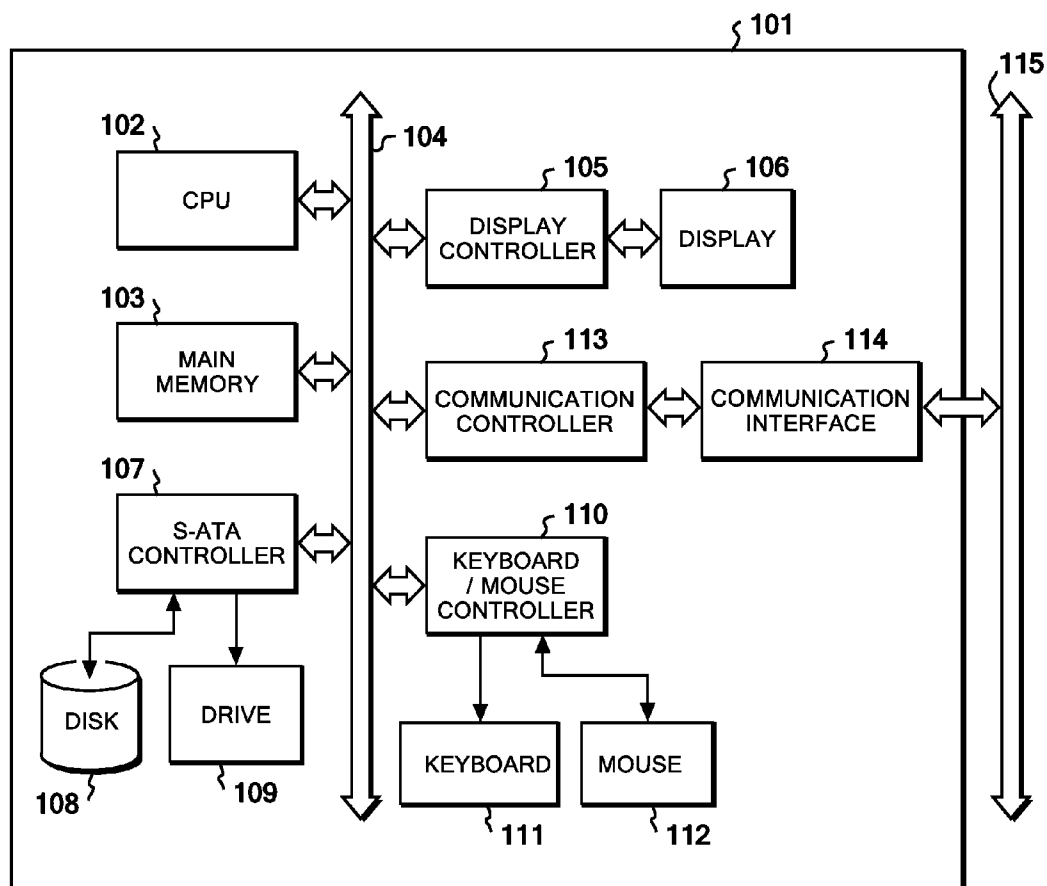 101
115
102
104
CPU
105
DISPLAY
CONTROLLER
106
DISPLAY
103
MAIN
MEMORY
113
COMMUNICATION
CONTROLLER
114
COMMUNICATION
INTERFACE
107
S-ATA
CONTROLLER
110
KEYBOARD
/ MOUSE
CONTROLLER
DISK
108
DRIVE
109
KEYBOARD
111
MOUSE
112